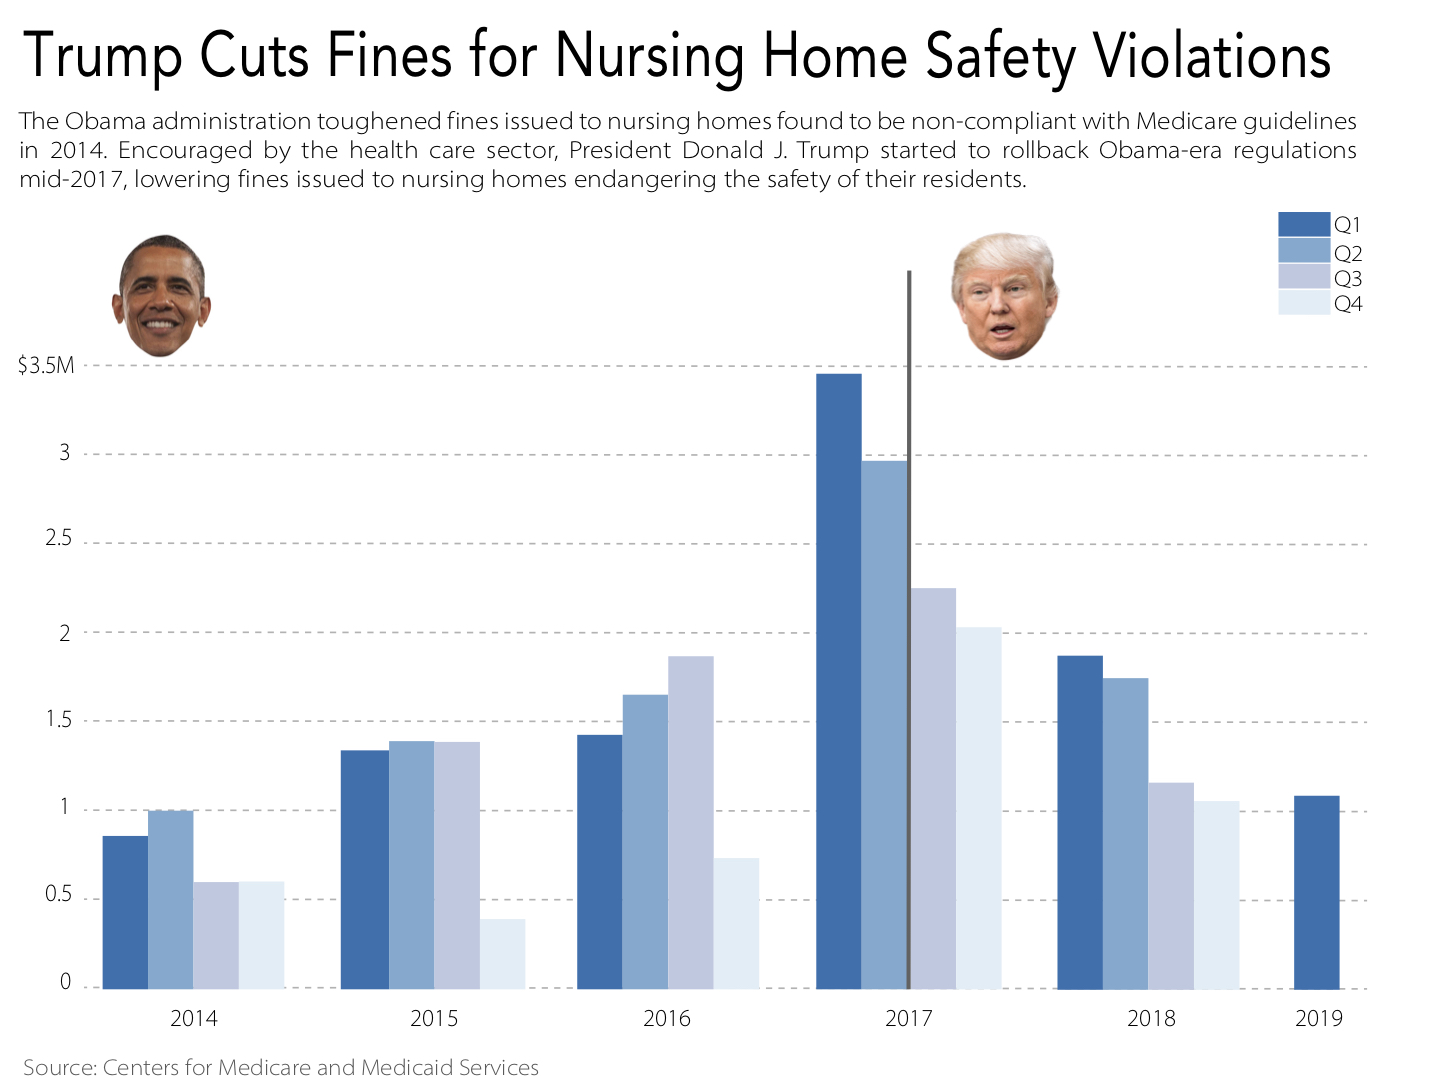 Trump Cuts Fines for Nursing Home Safety Violations
The Obama administration toughened fines issued to nursing homes found to be non-compliant with Medicare guidelines
in 2014. Encouraged by the health care sector, President Donald J. Trump started to rollback Obama-era regulations
mid-2017, lowering fines issued to nursing homes endangering the safety of their residents.
Q1
Q2
Q3
Q4
$3.5M
3
2.5
2
1.5
1
0.5
0
2014 2015 2016 2017 2018 2019
Source: Centers for Medicare and Medicaid Services